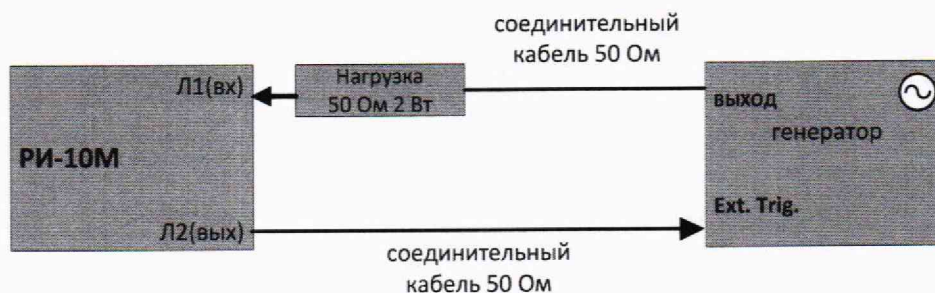 соединительный
кабель 50 Ом
Л1(вх)
Нагрузка
50 Ом 2 Вт
выход
генератор
РИ-10М
Ext. Trig.
Л2(вых)
соединительный
кабель 50 Ом